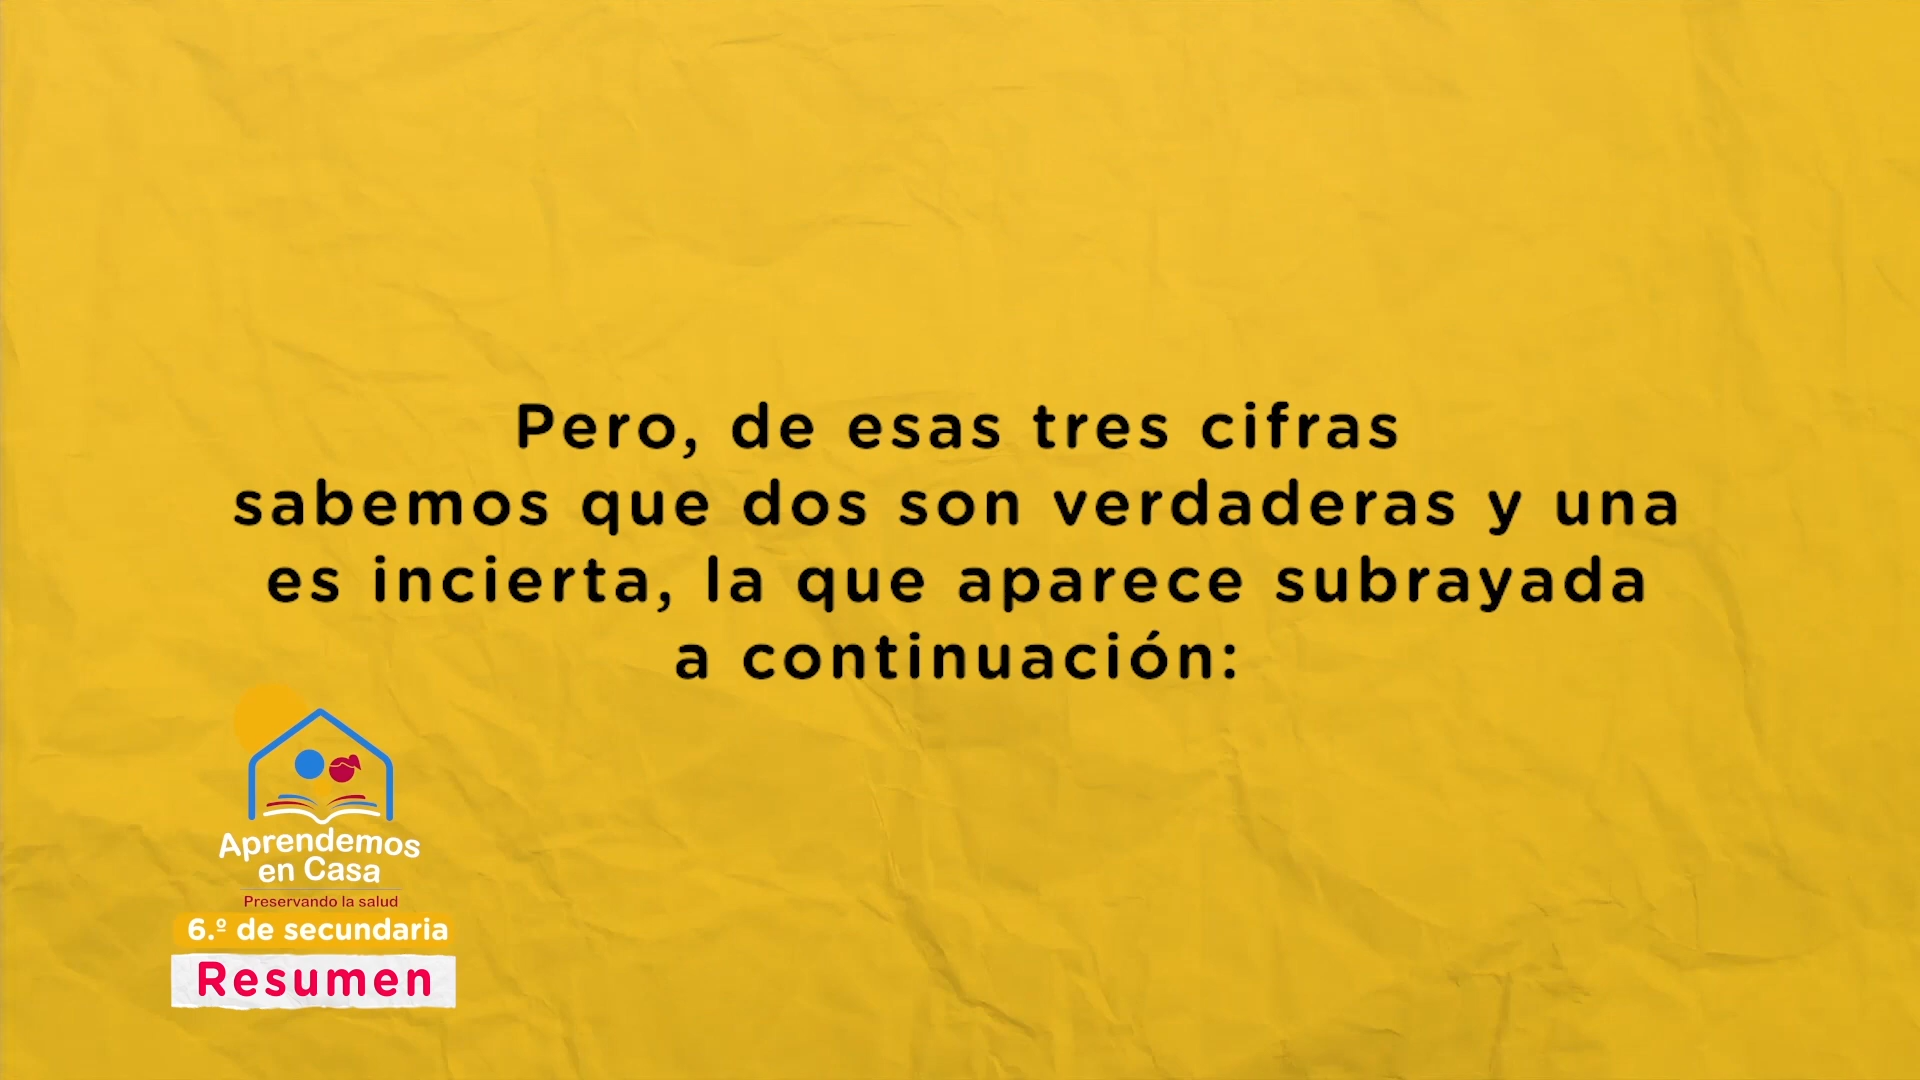 Pero, de esas tres cifras
sabemos que dos son verdaderas y una
es incierta, la que aparece subrayada
a continuación:
Aprendemos
en Casa
Preservando la salud
6.º de secundaria
Resumen